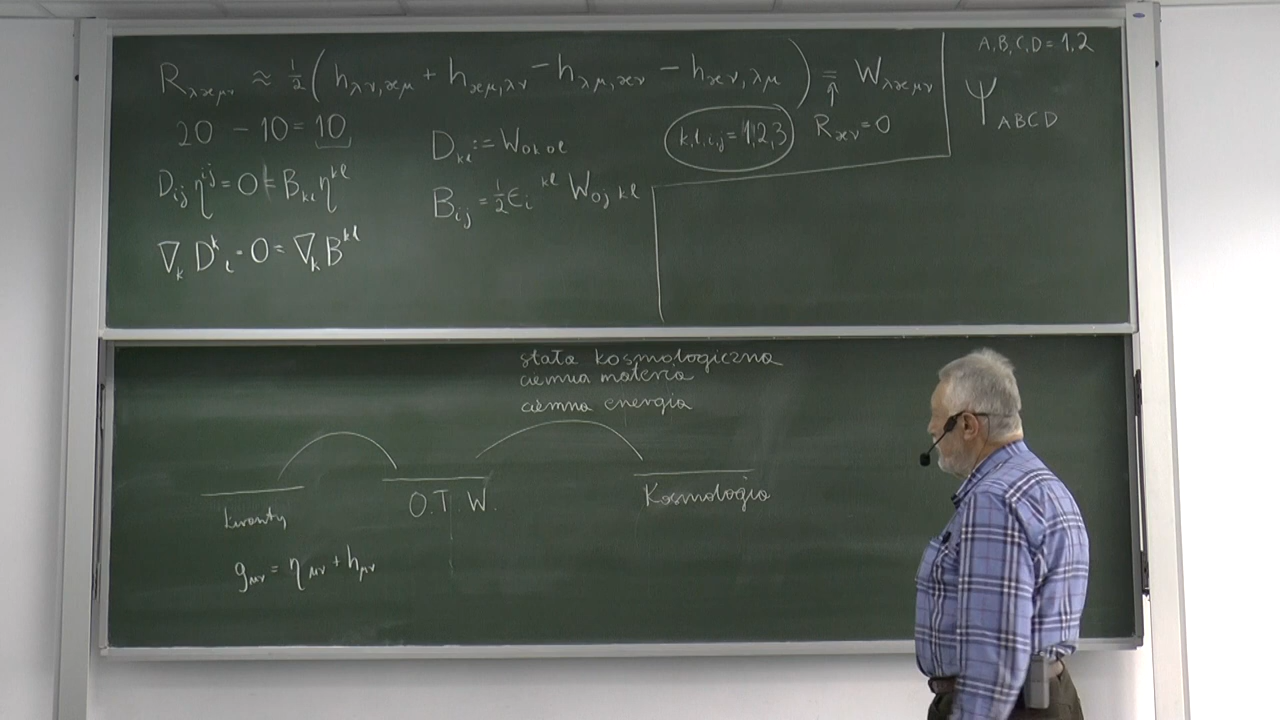 R_{λϰμν} ≈ ½ (h_{λν,ϰμ} + h_{ϰμ,λν} - h_{λμ,ϰν} - h_{ϰν,λμ}) = W_{λϰμν}
↑
R_{ϰν} = 0
20 - 10 = 10
D_{kl} := W_{0k0l}
k,l,i,j = 1,2,3
D_{ij} η^{ij} = 0 = B_{kl} η^{kl}
B_{ij} = ½ ε_i^{kl} W_{0jkl}
∇_k D^k_l = 0 = ∇_k B^{kl}
A,B,C,D = 1,2
Ψ_{ABCD}
stała kosmologiczna
ciemna materia
ciemna energia
kwanty
O.T.W.
Kosmologia
g_{μν} = η_{μν} + h_{μν}